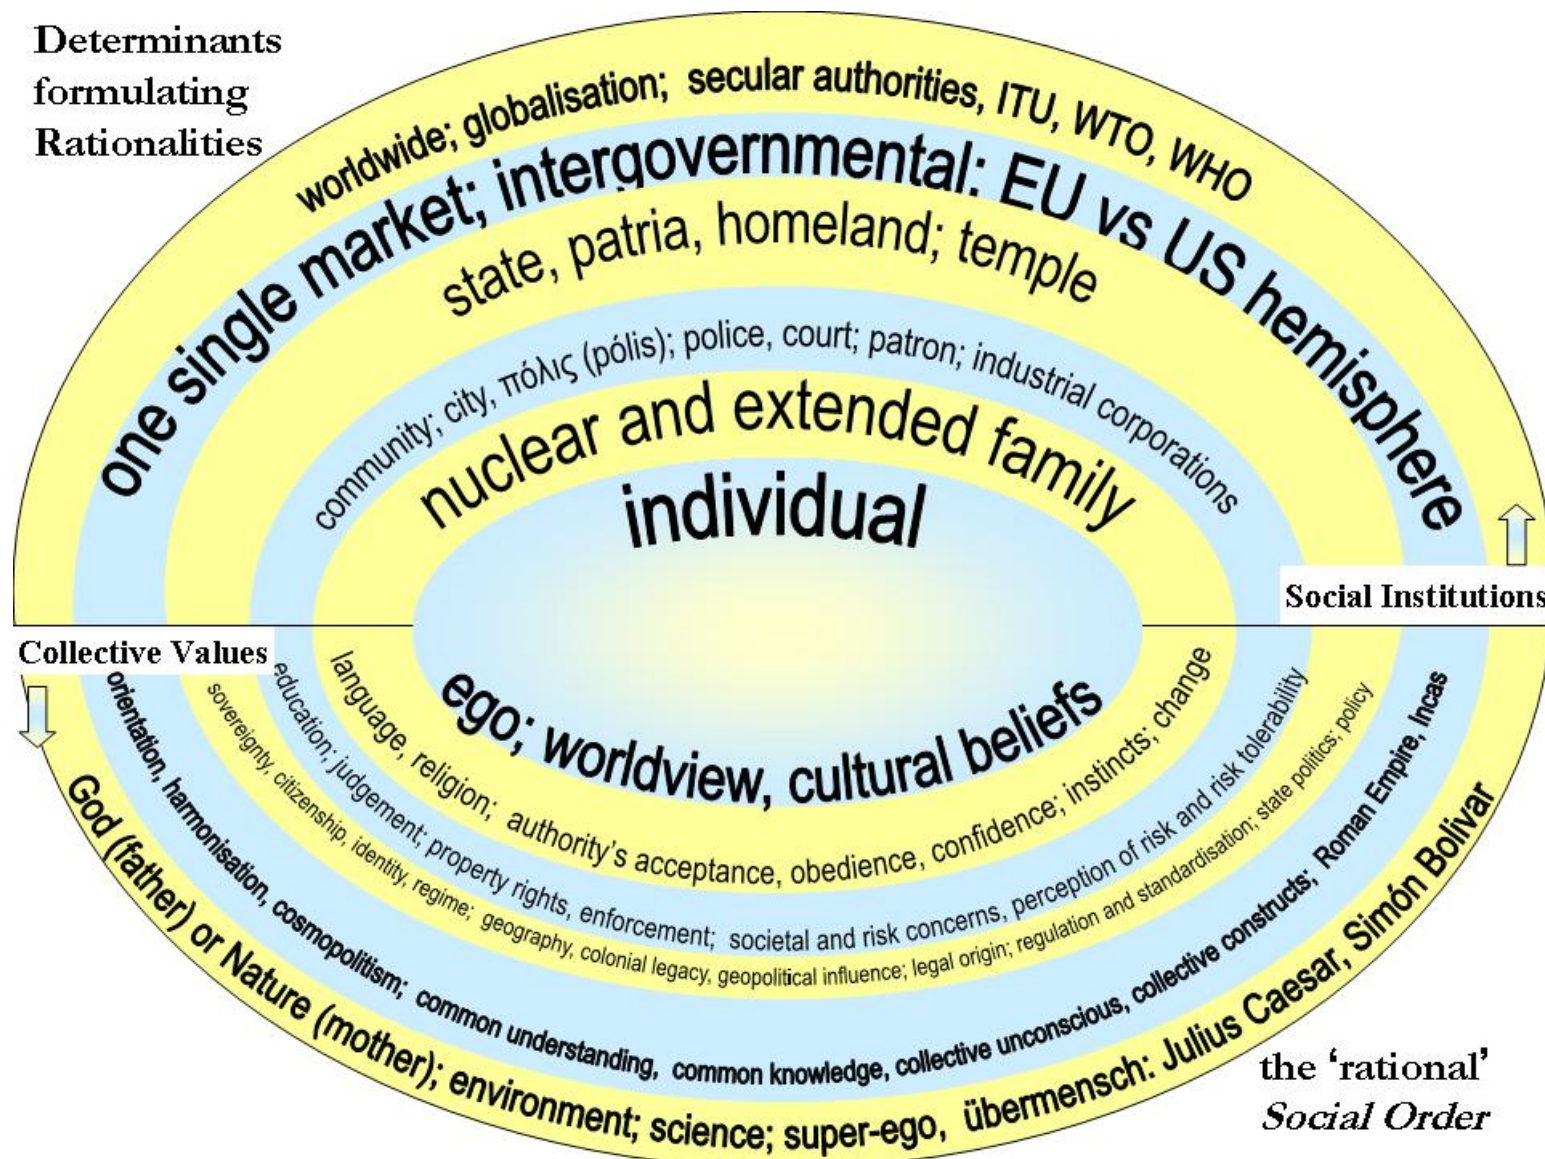 Determinants
formulating
Rationalities
worldwide; globalisation; secular authorities, ITU, WTO, WHO
one single market; intergovernmental: EU vs US hemisphere
state, patria, homeland; temple
community; city, πόλις (pólis); police, court; patron; industrial corporations
nuclear and extended family
individual
Social Institutions
Collective Values
ego; worldview, cultural beliefs
language, religion; authority's acceptance, obedience, confidence; instincts; change
education; judgement; property rights, enforcement; societal and risk concerns, perception of risk and risk tolerability
sovereignty, citizenship, identity, regime; geography, colonial legacy, geopolitical influence; legal origin; regulation and standardisation; state politics; policy
orientation, harmonisation, cosmopolitism; common understanding, common knowledge, collective unconscious, collective constructs; Roman Empire, Incas
God (father) or Nature (mother); environment; science; super-ego, übermensch: Julius Caesar, Simón Bolivar
the ‘rational’
Social Order